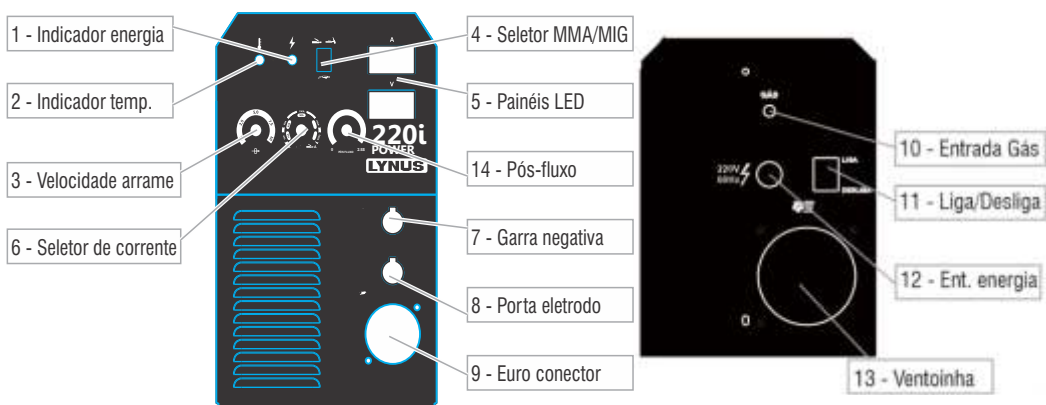 1 - Indicador energia
2 - Indicador temp.
3 - Velocidade arrame
6 - Seletor de corrente
A
V
220i
POWER
LYNUS
4 - Seletor MMA/MIG
5 - Painéis LED
14 - Pós-fluxo
7 - Garra negativa
8 - Porta eletrodo
9 - Euro conector
GÁS
220V
60Hz
LIGA
DESLIGA
10 - Entrada Gás
11 - Liga/Desliga
12 - Ent. energia
13 - Ventoinha